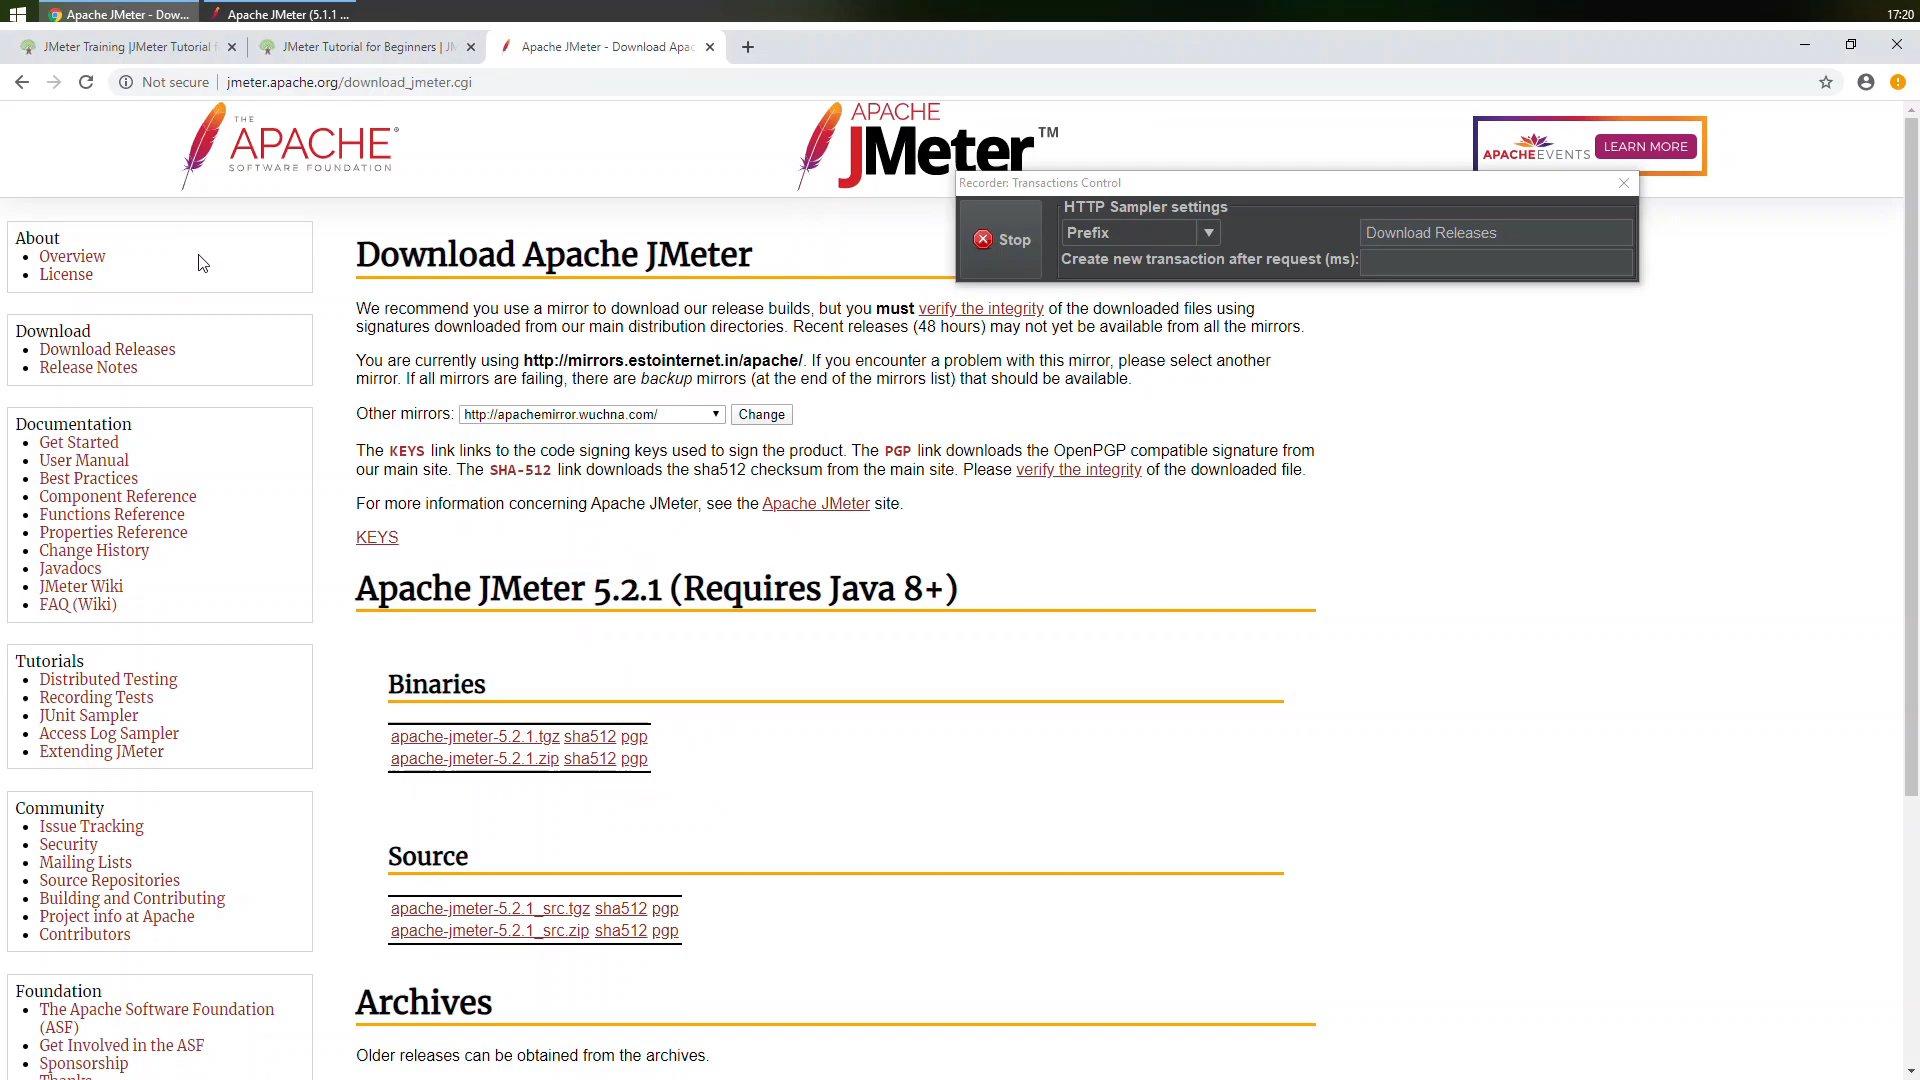 Apache JMeter - Dow...
Apache JMeter (5.1.1 ...
17:20
JMeter Training |JMeter Tutorial f
JMeter Tutorial for Beginners | JM
Apache JMeter - Download Apac
Not secure
jmeter.apache.org/download_jmeter.cgi
THE
APACHE®
SOFTWARE FOUNDATION
APACHE
JMeter™
APACHEEVENTS
LEARN MORE
Recorder: Transactions Control
HTTP Sampler settings
Stop
Prefix
Download Releases
Create new transaction after request (ms):
About
Overview
License
Download
Download Releases
Release Notes
Documentation
Get Started
User Manual
Best Practices
Component Reference
Functions Reference
Properties Reference
Change History
Javadocs
JMeter Wiki
FAQ (Wiki)
Tutorials
Distributed Testing
Recording Tests
JUnit Sampler
Access Log Sampler
Extending JMeter
Community
Issue Tracking
Security
Mailing Lists
Source Repositories
Building and Contributing
Project info at Apache
Contributors
Foundation
The Apache Software Foundation
(ASF)
Get Involved in the ASF
Sponsorship
Thanks
Download Apache JMeter
We recommend you use a mirror to download our release builds, but you must verify the integrity of the downloaded files using
signatures downloaded from our main distribution directories. Recent releases (48 hours) may not yet be available from all the mirrors.
You are currently using http://mirrors.estointernet.in/apache/. If you encounter a problem with this mirror, please select another
mirror. If all mirrors are failing, there are backup mirrors (at the end of the mirrors list) that should be available.
Other mirrors: http://apachemirror.wuchna.com/ Change
The KEYS link links to the code signing keys used to sign the product. The PGP link downloads the OpenPGP compatible signature from
our main site. The SHA-512 link downloads the sha512 checksum from the main site. Please verify the integrity of the downloaded file.
For more information concerning Apache JMeter, see the Apache JMeter site.
KEYS
Apache JMeter 5.2.1 (Requires Java 8+)
Binaries
apache-jmeter-5.2.1.tgz sha512 pgp
apache-jmeter-5.2.1.zip sha512 pgp
Source
apache-jmeter-5.2.1_src.tgz sha512 pgp
apache-jmeter-5.2.1_src.zip sha512 pgp
Archives
Older releases can be obtained from the archives.